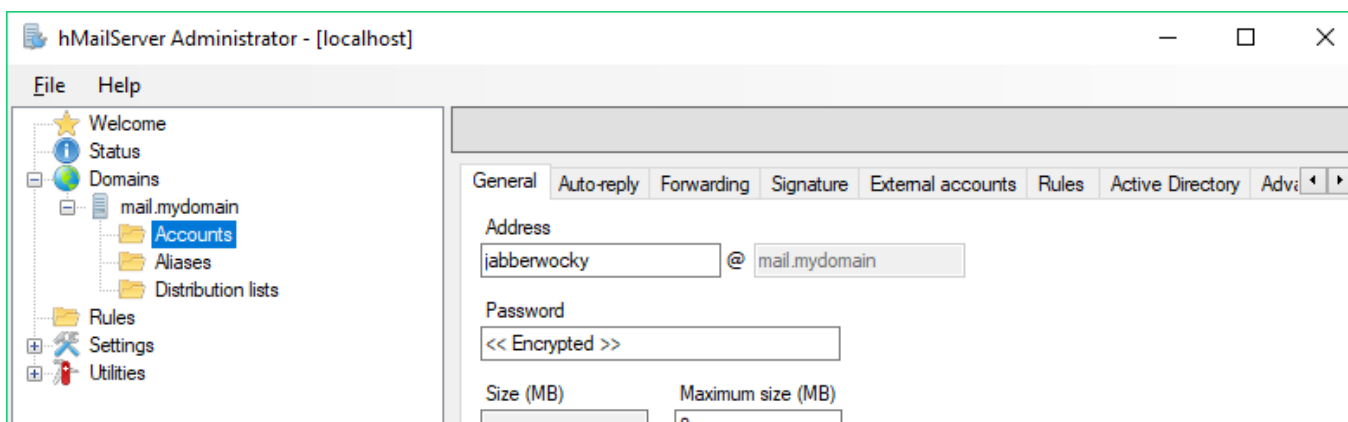 hMailServer Administrator - [localhost]
File Help
Welcome
Status
Domains
mail.mydomain
Accounts
Aliases
Distribution lists
Rules
Settings
Utilities
General Auto-reply Forwarding Signature External accounts Rules Active Directory
Address
jabberwocky @ mail.mydomain
Password
<< Encrypted >>
Size (MB) Maximum size (MB)